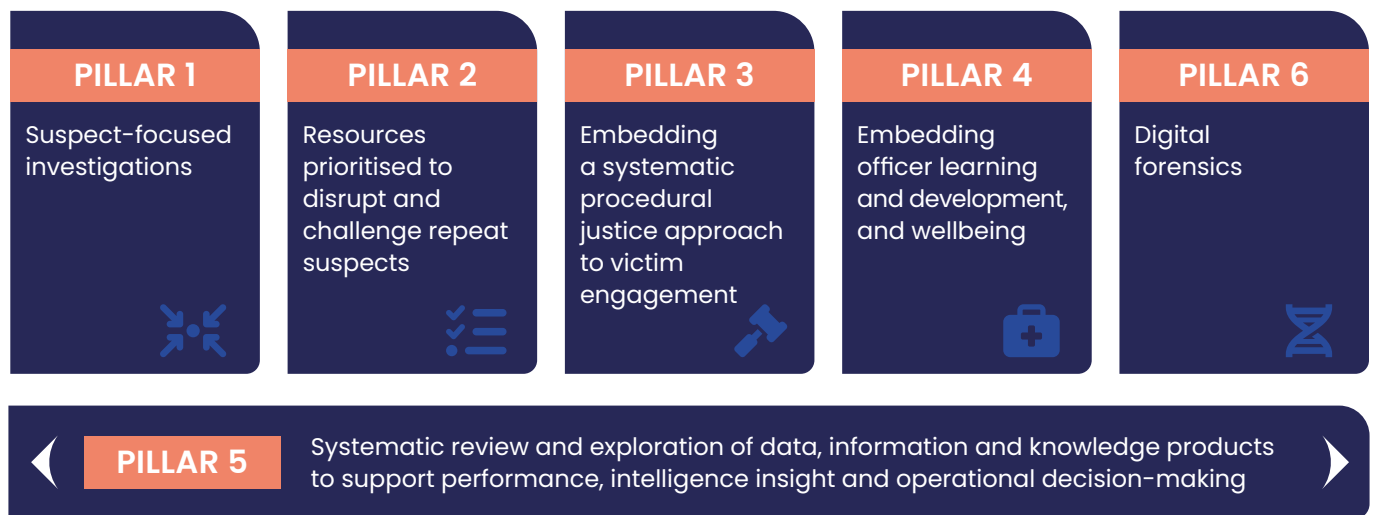 PILLAR 1
Suspect-focused
investigations
PILLAR 2
Resources
prioritised to
disrupt and
challenge repeat
suspects
PILLAR 3
Embedding
a systematic
procedural
justice approach
to victim
engagement
PILLAR 4
Embedding
officer learning
and development,
and wellbeing
PILLAR 6
Digital
forensics
PILLAR 5
Systematic review and exploration of data, information and knowledge products
to support performance, intelligence insight and operational decision-making